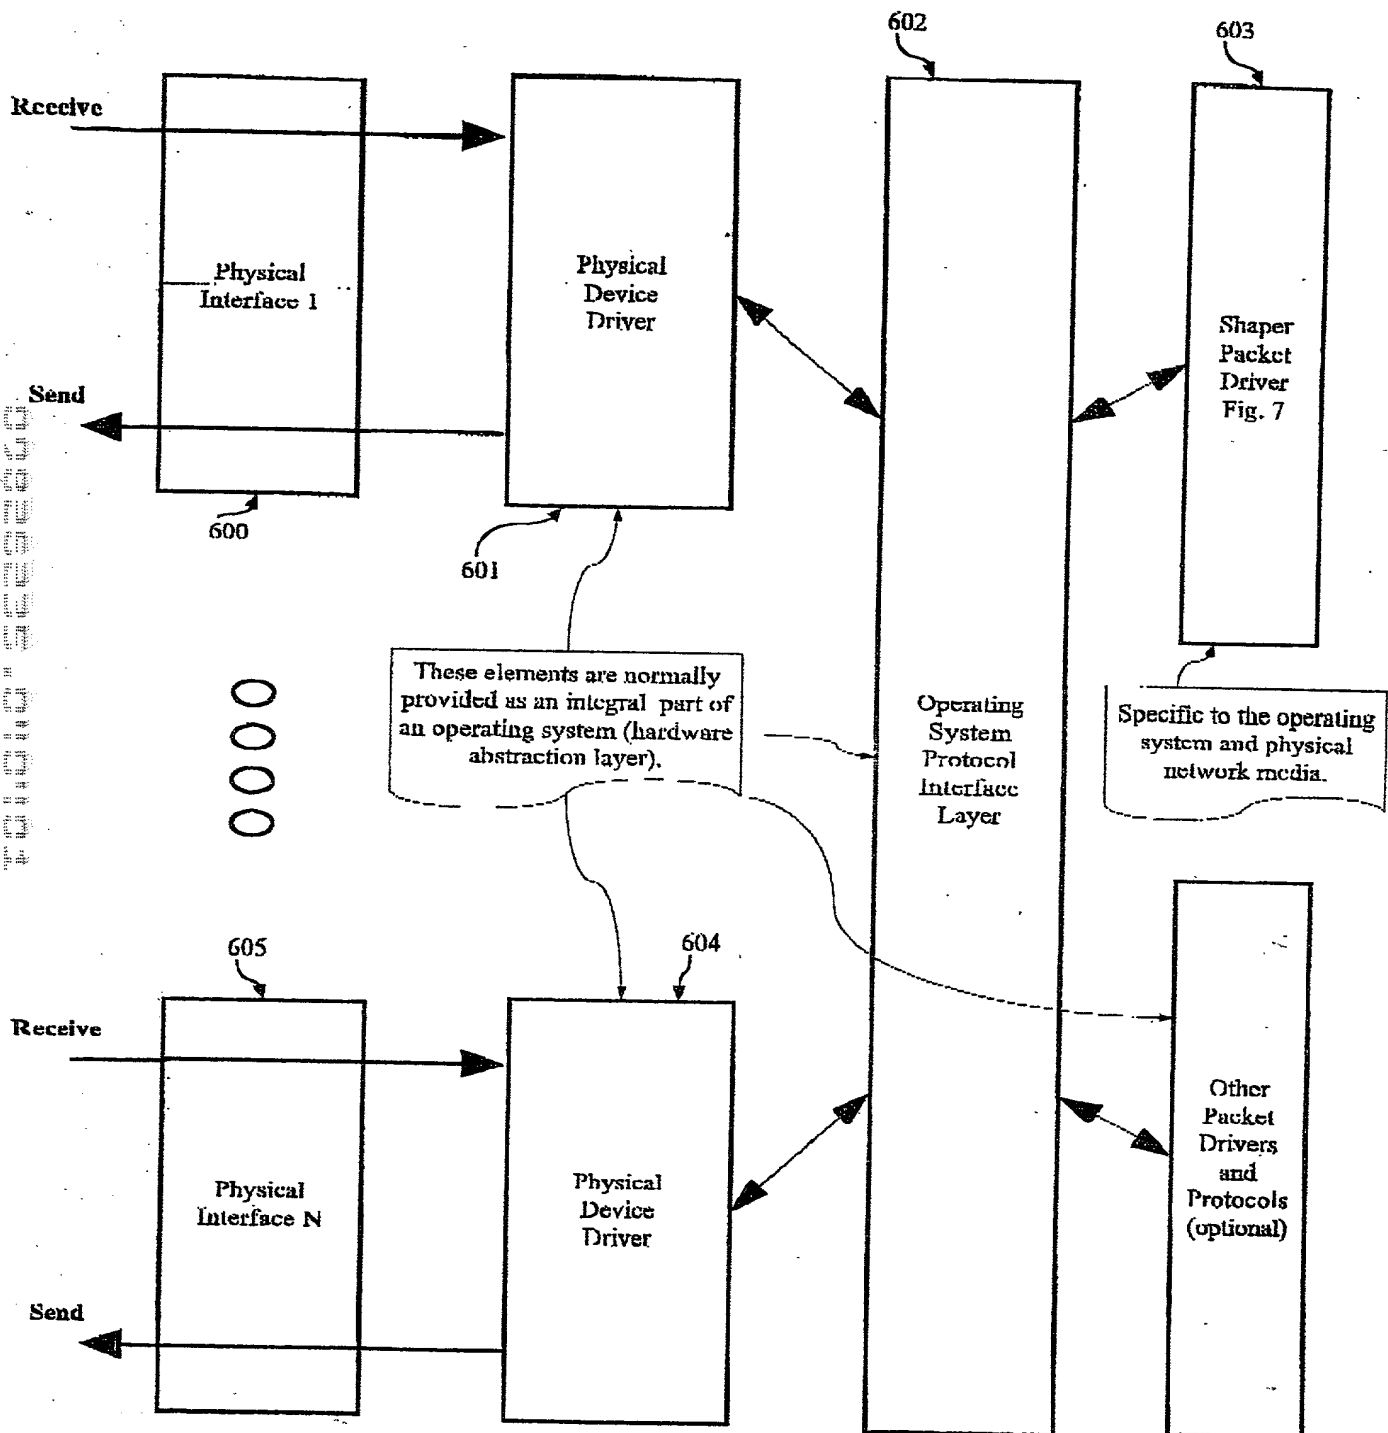 602
603
Receive
Physical
Interface 1
Physical
Device
Driver
Shaper
Packet
Driver
Fig. 7
Send
600
601
These elements are normally
provided as an integral part of
an operating system (hardware
abstraction layer).
Operating
System
Protocol
Interface
Layer
Specific to the operating
system and physical
network media.
605
604
Receive
Physical
Interface N
Physical
Device
Driver
Other
Packet
Drivers
and
Protocols
(optional)
Send